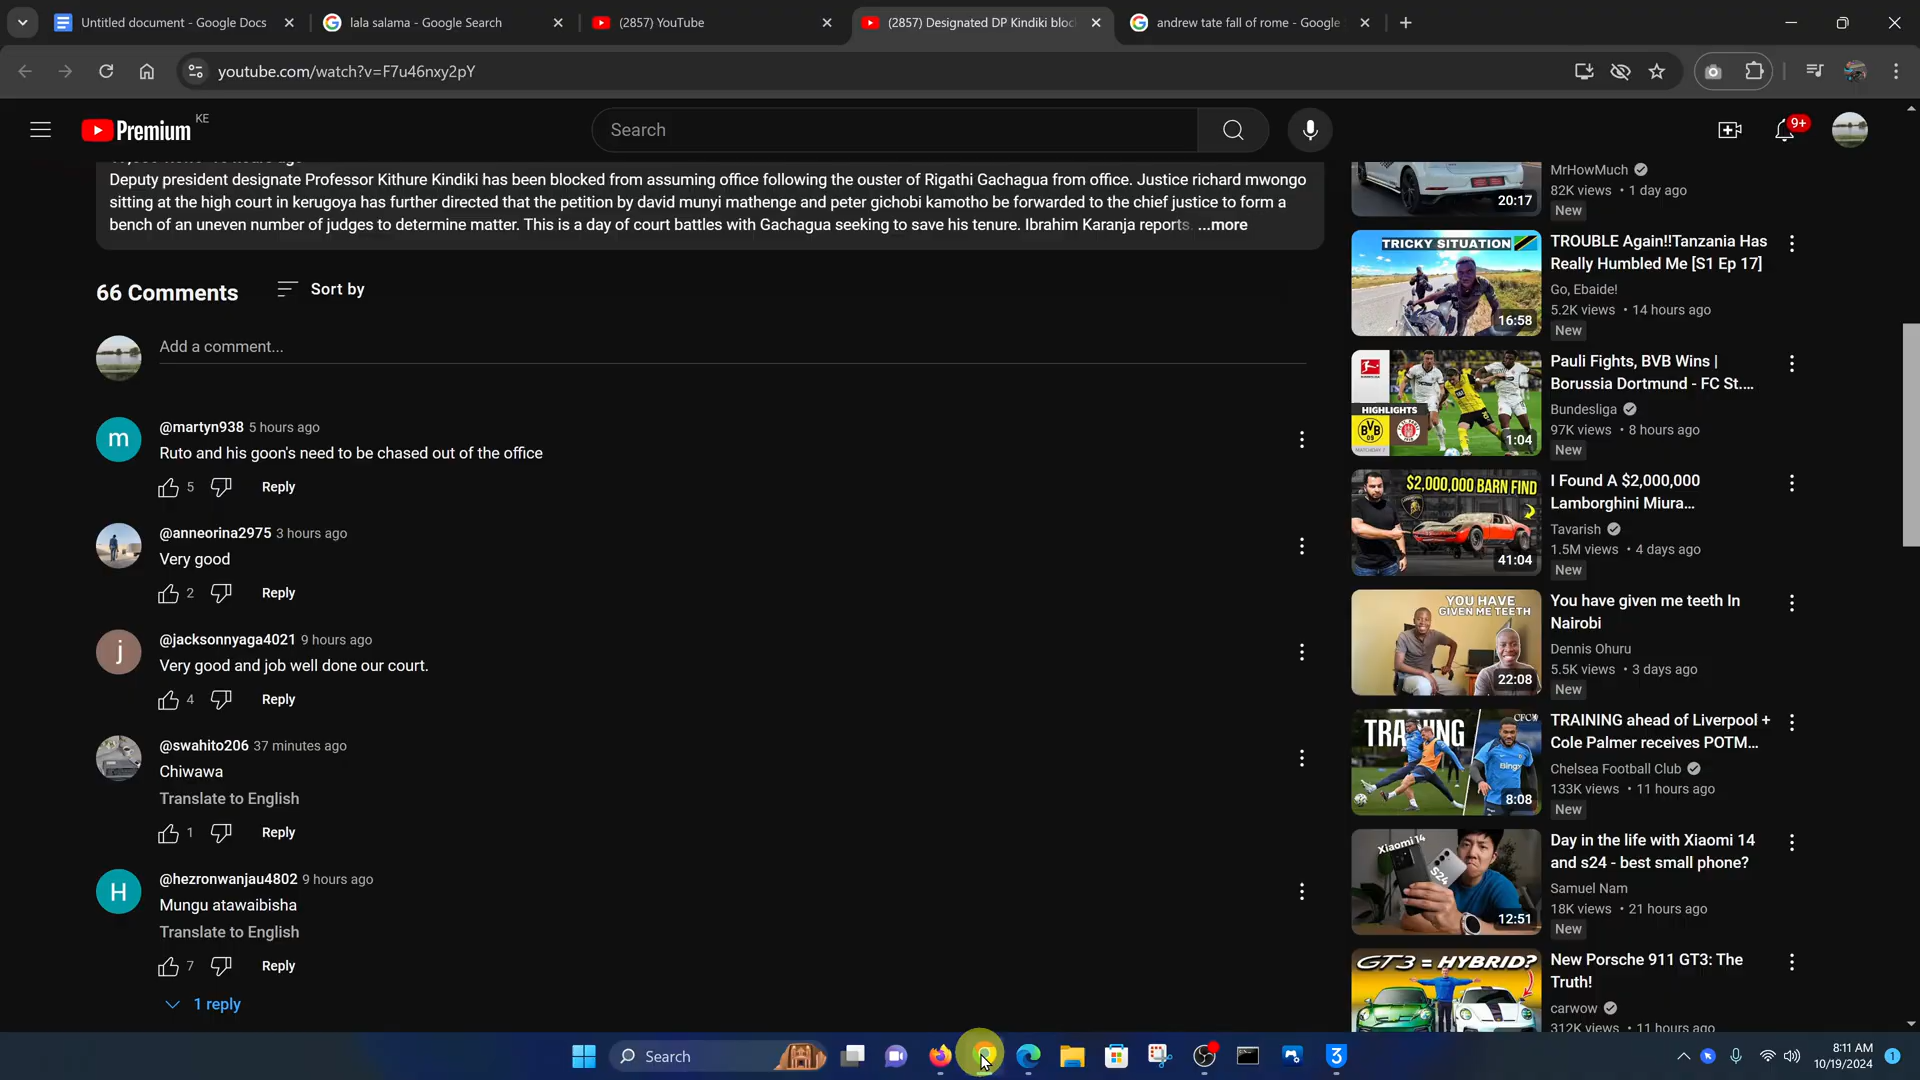 Untitled document - Google Docs
lala salama - Google Search
(2857) YouTube
(2857) Designated DP Kindiki bloc
andrew tate fall of rome - Google
youtube.com/watch?v=F7u46nxy2pY
Premium KE
Search
9+
Deputy president designate Professor Kithure Kindiki has been blocked from assuming office following the ouster of Rigathi Gachagua from office. Justice richard mwongo
sitting at the high court in kerugoya has further directed that the petition by david munyi mathenge and peter gichobi kamotho be forwarded to the chief justice to form a
bench of an uneven number of judges to determine matter. This is a day of court battles with Gachagua seeking to save his tenure. Ibrahim Karanja reports. ...more
66 Comments
Sort by
Add a comment...
m
@martyn938 5 hours ago
Ruto and his goon's need to be chased out of the office
5
Reply
@anneorina2975 3 hours ago
Very good
2
Reply
j
@jacksonnyaga4021 9 hours ago
Very good and job well done our court.
4
Reply
@swahito206 37 minutes ago
Chiwawa
Translate to English
1
Reply
H
@hezronwanjau4802 9 hours ago
Mungu atawaibisha
Translate to English
7
Reply
1 reply
20:17
MrHowMuch
82K views • 1 day ago
New
TRICKY SITUATION
16:58
TROUBLE Again!!Tanzania Has
Really Humbled Me [S1 Ep 17]
Go, Ebaide!
5.2K views • 14 hours ago
New
HIGHLIGHTS
BVB
09
1:04
Pauli Fights, BVB Wins |
Borussia Dortmund - FC St....
Bundesliga
97K views • 8 hours ago
New
$2,000,000 BARN FIND
41:04
I Found A $2,000,000
Lamborghini Miura...
Tavarish
1.5M views • 4 days ago
New
YOU HAVE
GIVEN ME TEETH
22:08
You have given me teeth In
Nairobi
Dennis Ohuru
5.5K views • 3 days ago
New
TRAINING
CFC
8:08
TRAINING ahead of Liverpool +
Cole Palmer receives POTM...
Chelsea Football Club
133K views • 11 hours ago
New
Xiaomi 14
S24
12:51
Day in the life with Xiaomi 14
and s24 - best small phone?
Samuel Nam
18K views • 21 hours ago
New
GT3 = HYBRID?
New Porsche 911 GT3: The
Truth!
carwow
312K views • 11 hours ago
Search
3
8:11 AM
10/19/2024
1